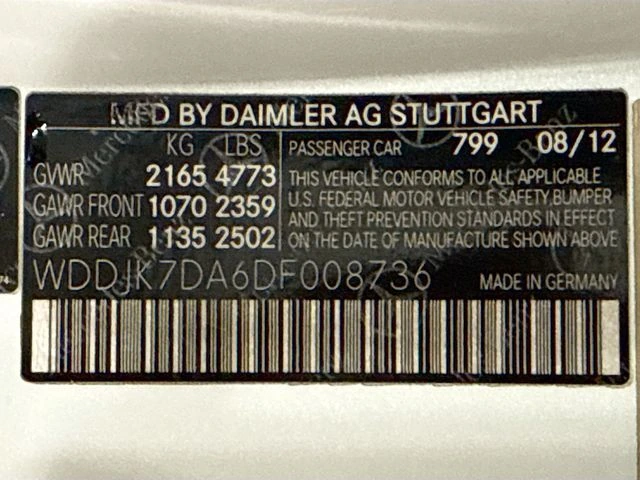 MFD BY DAIMLER AG STUTTGART
KG LBS
GVWR 2165 4773
GAWR FRONT 1070 2359
GAWR REAR 1135 2502
PASSENGER CAR 799 08/12
THIS VEHICLE CONFORMS TO ALL APPLICABLE
U.S. FEDERAL MOTOR VEHICLE SAFETY, BUMPER
AND THEFT PREVENTION STANDARDS IN EFFECT
ON THE DATE OF MANUFACTURE SHOWN ABOVE
WDDJK7DA6DF008736 MADE IN GERMANY